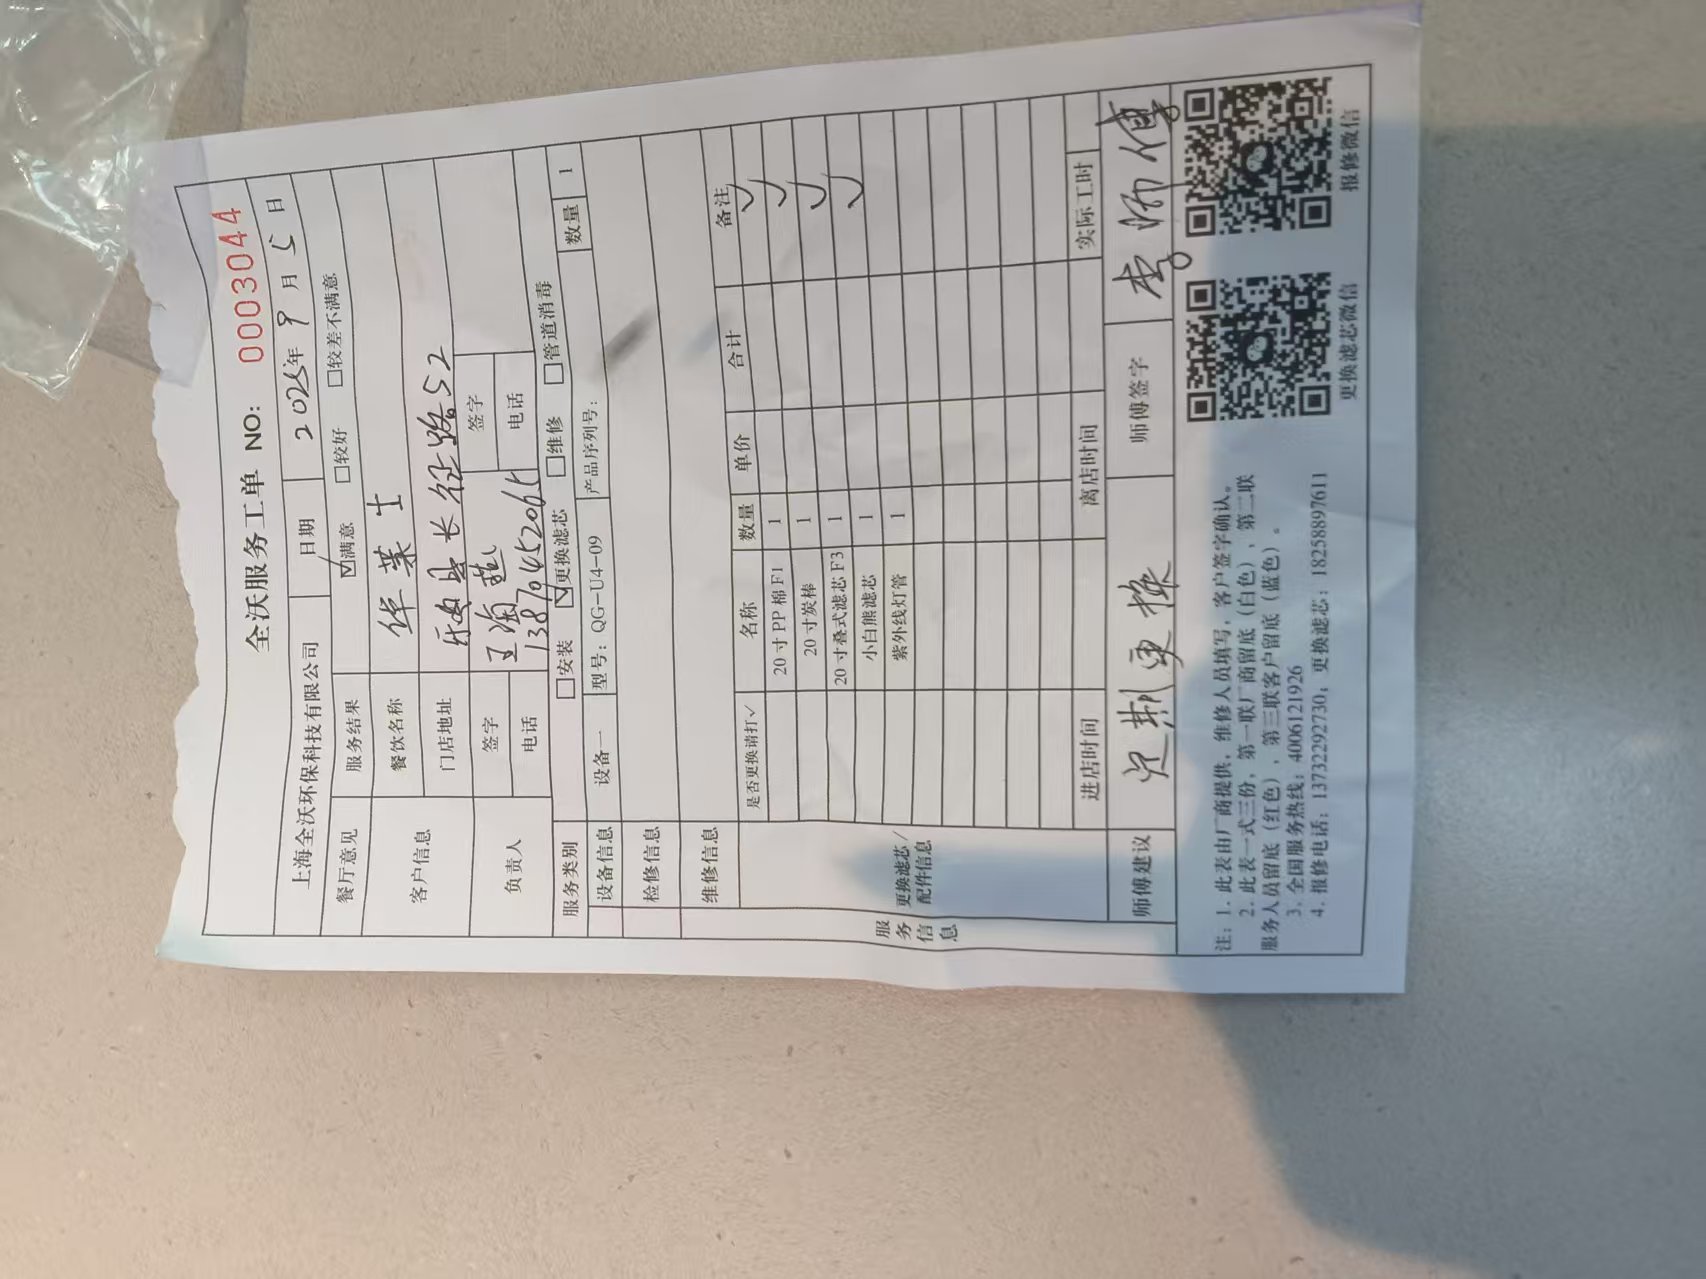 全沃服务工单 NO: 0003044
上海全沃环保科技有限公司 日期 2025年9月5日
餐厅意见 服务结果 ☑满意 □较好 □较差不满意
客户信息 餐饮名称 华莱士
门店地址 乐安县长征路52
负责人 签字 王海燕 签字
电话 13879452065 电话
服务类别 □安装 ☑更换滤芯 □维修 □管道消毒 数量 1
服务信息
设备信息 设备一 型号：QG-U4-09 产品序列号：
检修信息
维修信息
更换滤芯/配件信息
是否更换请打✓ 名称 数量 单价 合计 备注
20寸PP棉F1 1 ✓
20寸炭棒 1 ✓
20寸叠式滤芯F3 1 ✓
小白熊滤芯 1 ✓
紫外线灯管 1
进店时间 离店时间 实际工时
师傅建议 定期更换 师傅签字 李师傅
注：1. 此表由厂商提供，维修人员填写，客户签字确认。
2. 此表一式三份，第一联厂商留底（白色）、第二联
服务人员留底（红色）、第三联客户留底（蓝色）。
3. 全国服务热线：4006121926
4. 报修电话：13732292730；更换滤芯：18258897611
更换滤芯微信 报修微信